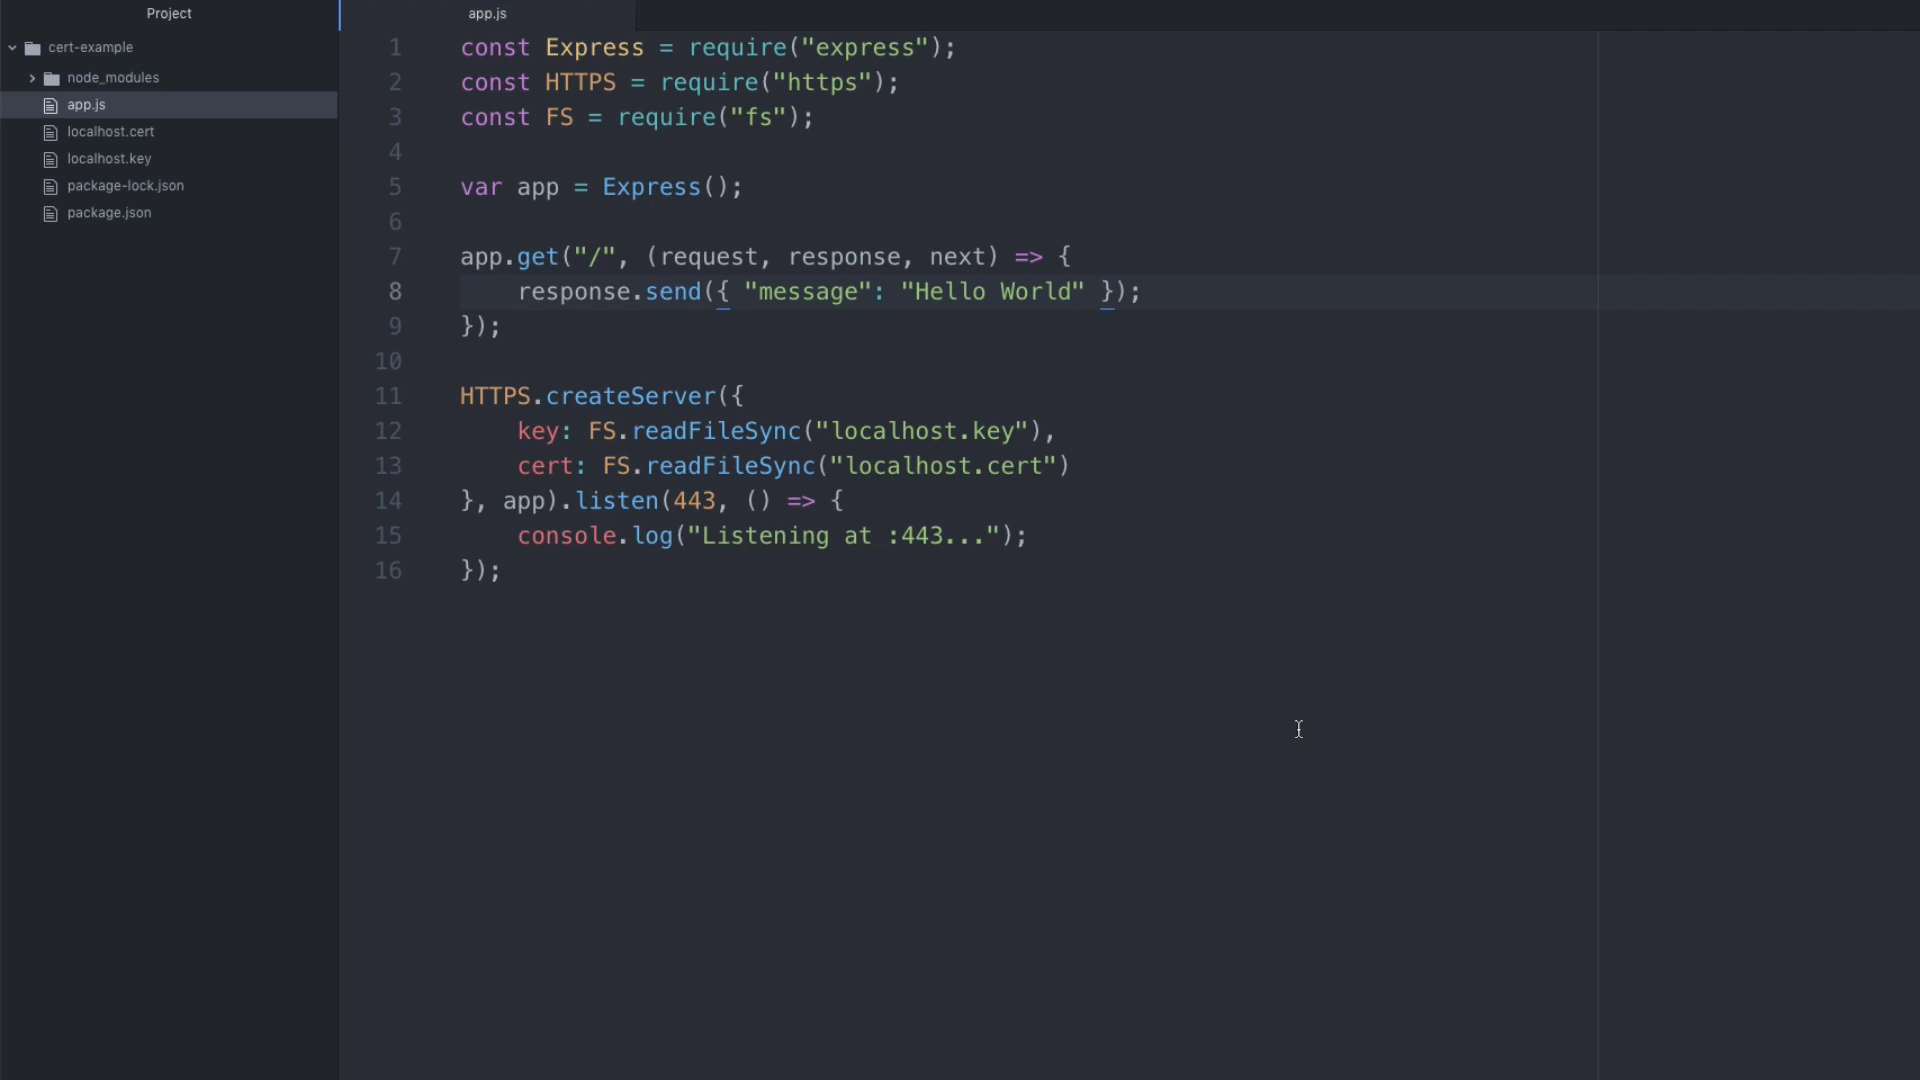 Project
cert-example
node_modules
app.js
localhost.cert
localhost.key
package-lock.json
package.json
app.js
1 const Express = require("express");
2 const HTTPS = require("https");
3 const FS = require("fs");
4
5 var app = Express();
6
7 app.get("/", (request, response, next) => {
8     response.send({ "message": "Hello World" });
9 });
10
11 HTTPS.createServer({
12     key: FS.readFileSync("localhost.key"),
13     cert: FS.readFileSync("localhost.cert")
14 }, app).listen(443, () => {
15     console.log("Listening at :443...");
16 });